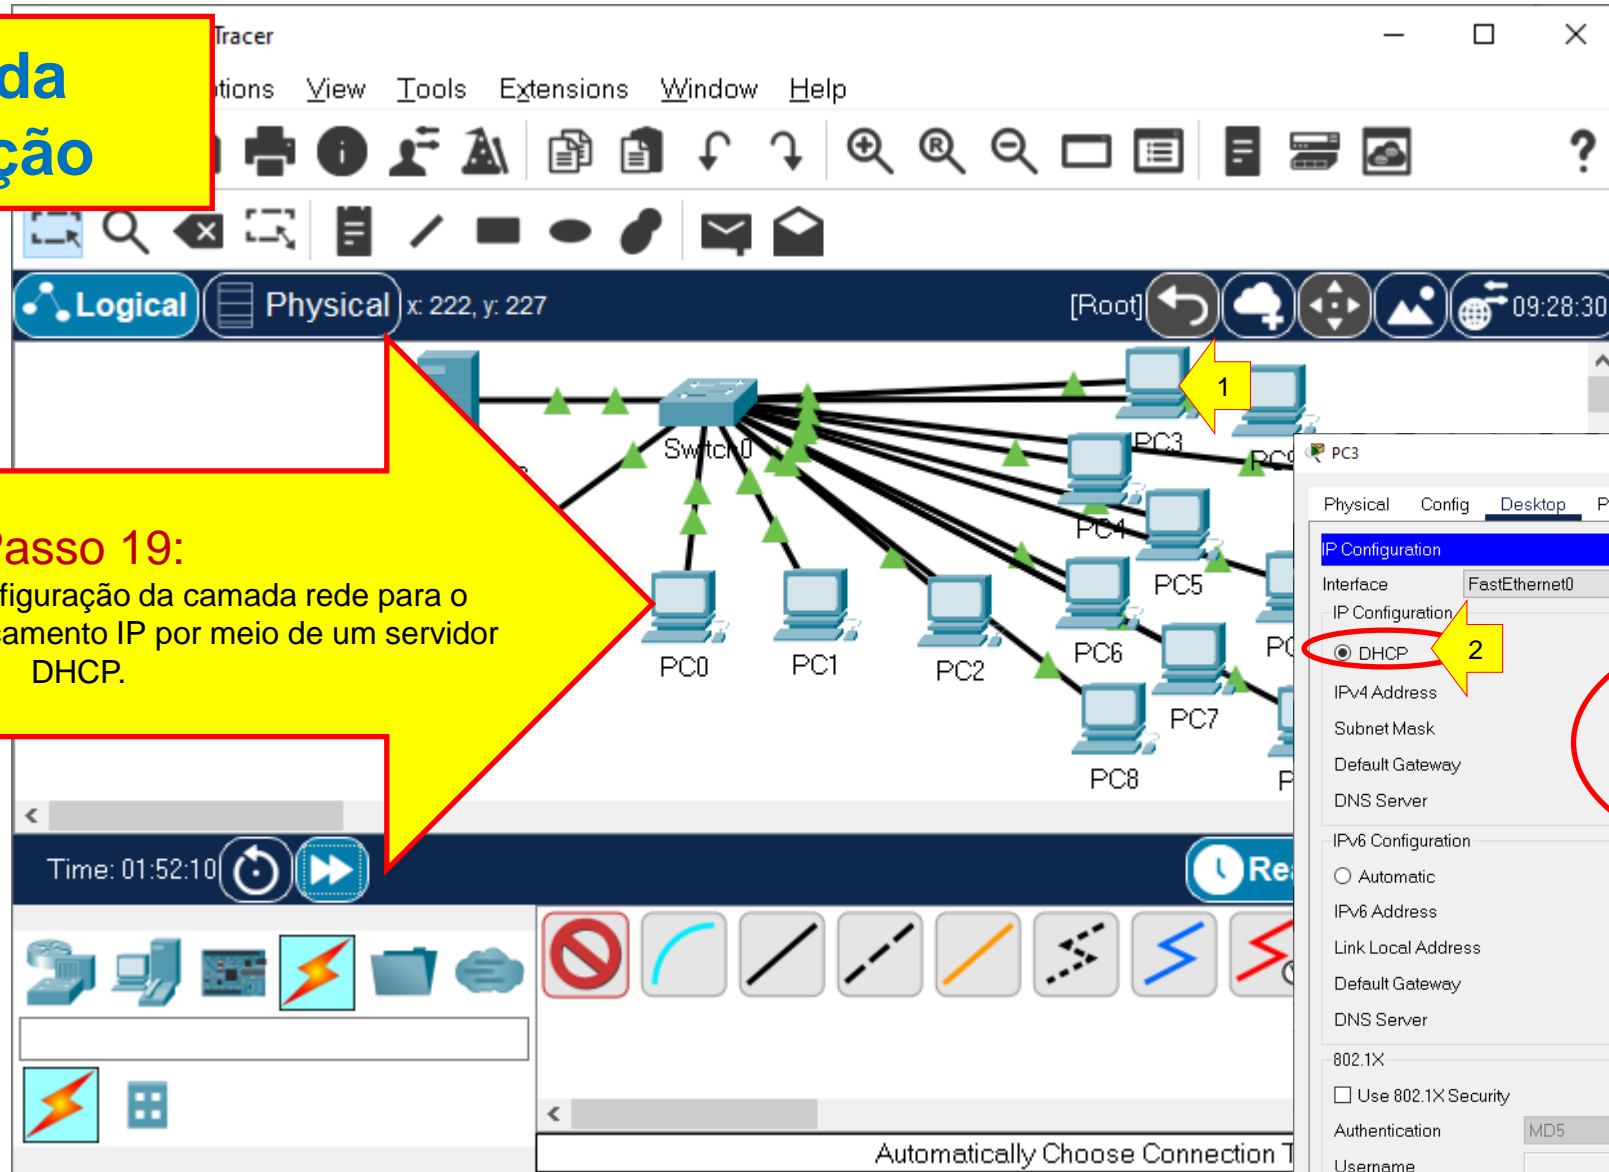 Tracer
da
ção
tions View Tools Extensions Window Help
R
?
Logical Physical x: 222, y: 227 [Root] 09:28:30
1
Switch0
PC3
PC4
PC5
PC6
PC7
PC8
PC0
PC1
PC2
Passo 19:
figuração da camada rede para o
çamento IP por meio de um servidor
DHCP.
PC3
Physical Config Desktop P
IP Configuration
Interface FastEthernet0
IP Configuration
DHCP
2
IPv4 Address
Subnet Mask
Default Gateway
DNS Server
IPv6 Configuration
Automatic
IPv6 Address
Link Local Address
Default Gateway
DNS Server
802.1X
Use 802.1X Security
Authentication MD5
Username
Time: 01:52:10 Rea
Automatically Choose Connection T